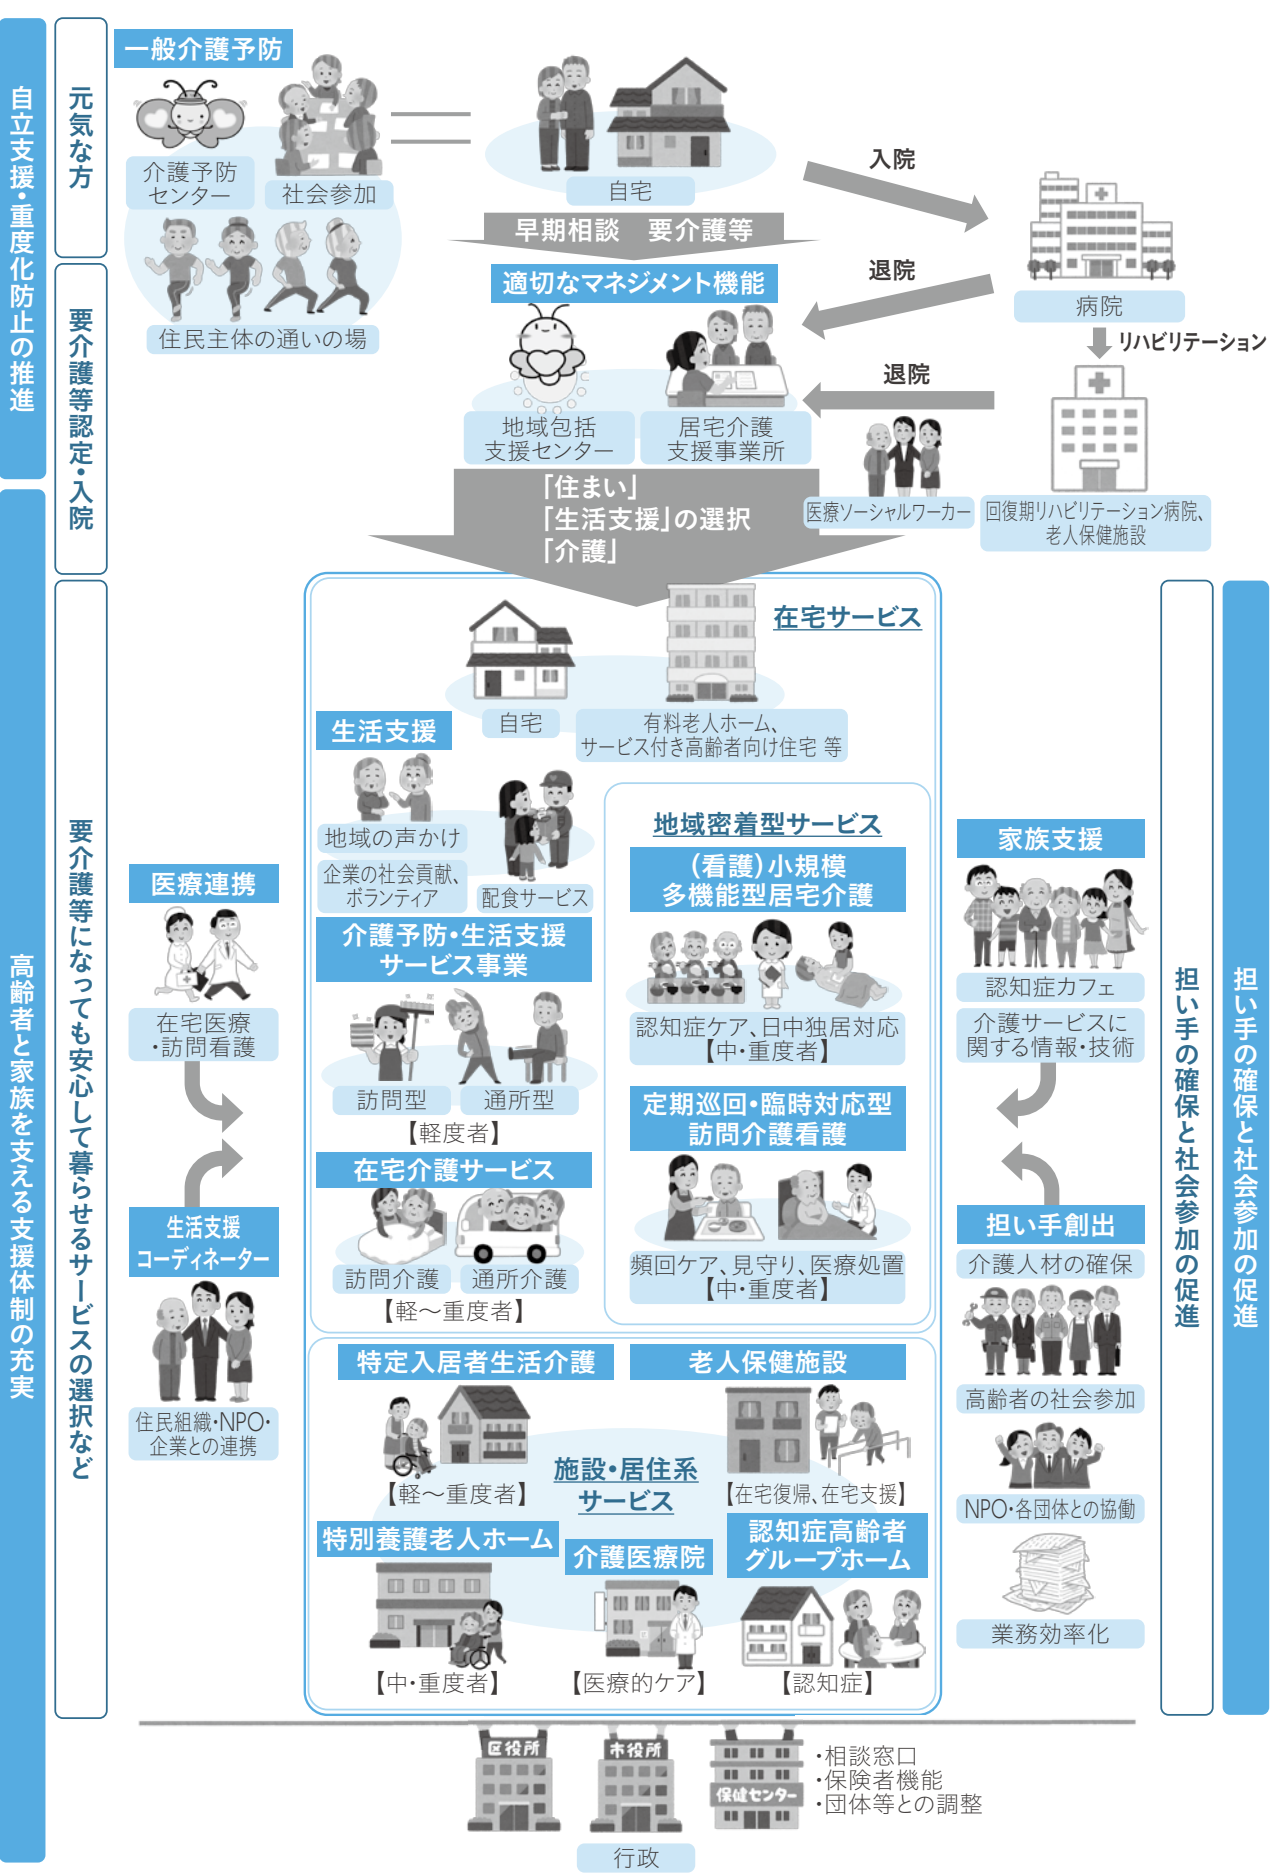 自立支援・重度化防止の推進
高齢者と家族を支える支援体制の充実
元気な方
要介護等認定・入院
要介護等になっても安心して暮らせるサービスの選択など
一般介護予防
介護予防
センター
社会参加
住民主体の通いの場
自宅
早期相談　要介護等
適切なマネジメント機能
地域包括
支援センター
居宅介護
支援事業所
入院
退院
病院
リハビリテーション
退院
医療ソーシャルワーカー
回復期リハビリテーション病院、
老人保健施設
「住まい」
「生活支援」の選択
「介護」
在宅サービス
自宅
有料老人ホーム、
サービス付き高齢者向け住宅 等
生活支援
地域の声かけ
企業の社会貢献、
ボランティア
配食サービス
介護予防・生活支援
サービス事業
訪問型
通所型
【軽度者】
在宅介護サービス
訪問介護
通所介護
【軽～重度者】
地域密着型サービス
（看護）小規模
多機能型居宅介護
認知症ケア、日中独居対応
【中・重度者】
定期巡回・臨時対応型
訪問介護看護
頻回ケア、見守り、医療処置
【中・重度者】
特定入居者生活介護
【軽～重度者】
老人保健施設
【在宅復帰、在宅支援】
施設・居住系
サービス
特別養護老人ホーム
【中・重度者】
介護医療院
【医療的ケア】
認知症高齢者
グループホーム
【認知症】
医療連携
在宅医療
・訪問看護
生活支援
コーディネーター
住民組織・NPO・
企業との連携
家族支援
認知症カフェ
介護サービスに
関する情報・技術
担い手創出
介護人材の確保
高齢者の社会参加
NPO・各団体との協働
業務効率化
担い手の確保と社会参加の促進
担い手の確保と社会参加の促進
区役所
市役所
保健センター
・相談窓口
・保険者機能
・団体等との調整
行政